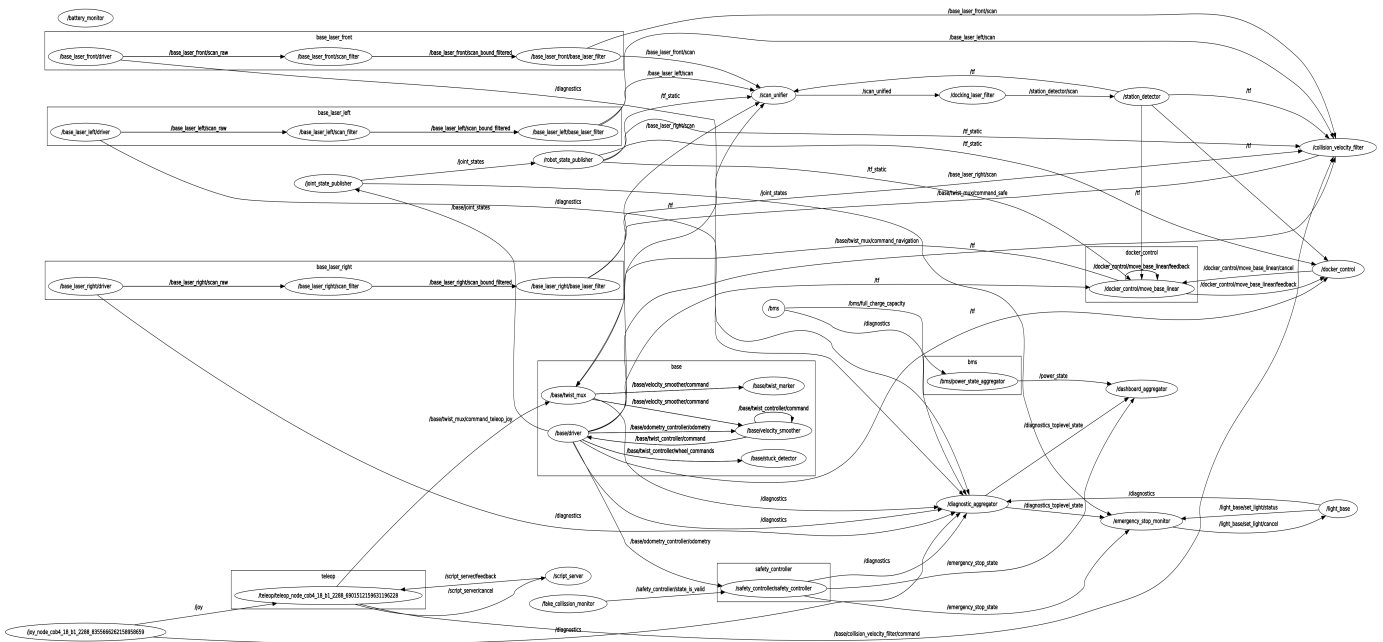 /battery_monitor
/base_laser_front/scan
base_laser_front
/base_laser_left/scan
/base_laser_front/driver
/base_laser_front/scan_raw
/base_laser_front/scan_filter
/base_laser_front/scan_bound_filtered
/base_laser_front/base_laser_filter
/base_laser_front/scan
/base_laser_left/scan
/tf
/diagnostics
/tf_static
/scan_unifier
/scan_unified
/docking_laser_filter
/station_detector/scan
/station_detector
/tf
base_laser_left
/base_laser_left/driver
/base_laser_left/scan_raw
/base_laser_left/scan_filter
/base_laser_left/scan_bound_filtered
/base_laser_left/base_laser_filter
/base_laser_right/scan
/tf_static
/tf_static
/tf
/collision_velocity_filter
/joint_states
/robot_state_publisher
/tf_static
/joint_state_publisher
/base_laser_right/scan
/joint_states
/base/twist_mux/command_safe
/tf
/diagnostics
/base/joint_states
/tf
/base/twist_mux/command_navigation
/tf
docker_control
base_laser_right
/docker_control/move_base_linear/feedback
/docker_control/move_base_linear/cancel
/docker_control
/base_laser_right/driver
/base_laser_right/scan_raw
/base_laser_right/scan_filter
/base_laser_right/scan_bound_filtered
/base_laser_right/base_laser_filter
/tf
/docker_control/move_base_linear
/docker_control/move_base_linear/feedback
/bms
/bms/full_charge_capacity
/tf
/diagnostics
base
bms
/base/twist_mux
/base/velocity_smoother/command
/base/twist_marker
/bms/power_state_aggregator
/power_state
/dashboard_aggregator
/base/velocity_smoother/command
/base/twist_controller/command
/base/twist_mux/command_teleop_joy
/base/driver
/base/odometry_controller/odometry
/base/velocity_smoother
/base/twist_controller/command
/diagnostics_toplevel_state
/base/twist_controller/wheel_commands
/base/stuck_detector
/diagnostics
/diagnostics
/diagnostic_aggregator
/diagnostics
/diagnostics_toplevel_state
/light_base/set_light/status
/light_base
/diagnostics
/diagnostics
/emergency_stop_monitor
/light_base/set_light/cancel
/base/odometry_controller/odometry
/diagnostics
/emergency_stop_state
safety_controller
teleop
/script_server/feedback
/script_server
/safety_controller/state_is_valid
/safety_controller/safety_controller
/script_server/cancel
/teleop/teleop_node_cob4_18_b1_2288_6901512159631196228
/fake_collission_monitor
/emergency_stop_state
/joy
/diagnostics
/joy_node_cob4_18_b1_2288_8355666262158958659
/base/collision_velocity_filter/command